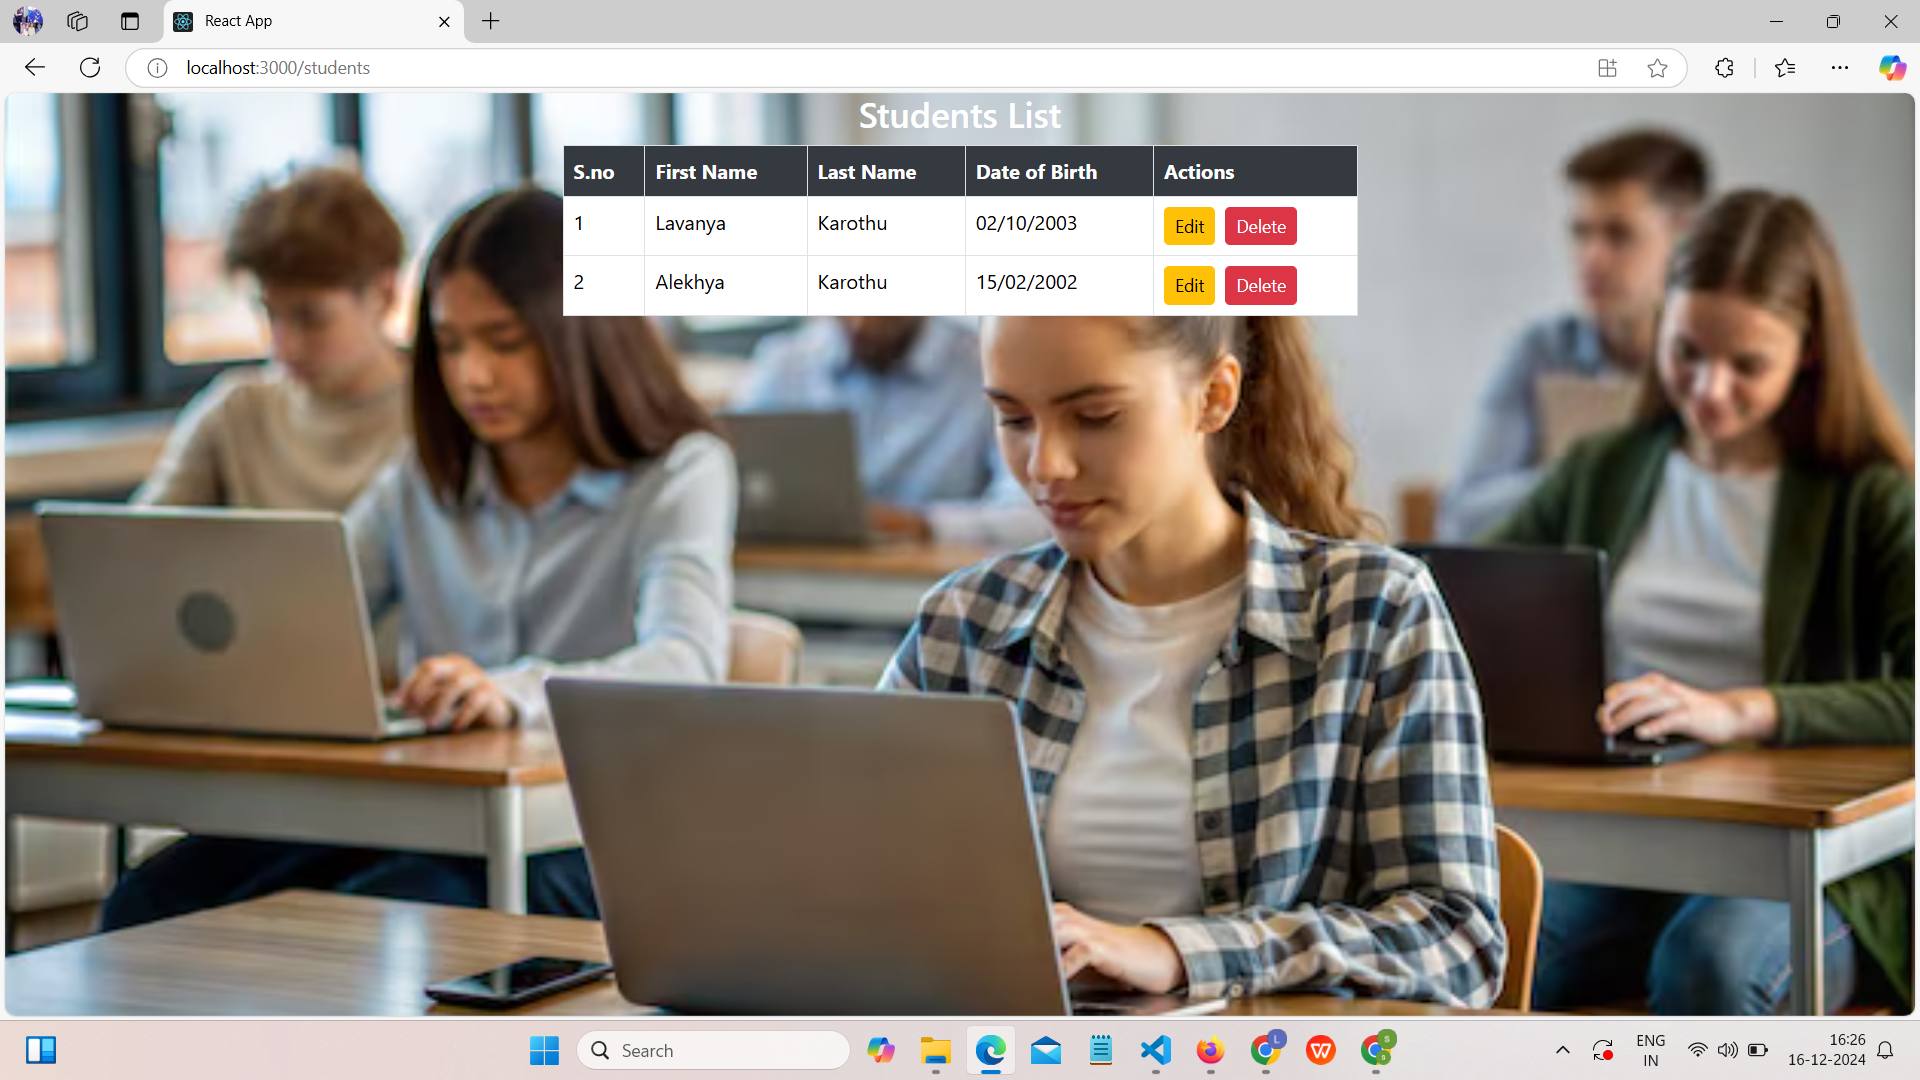 React App
localhost:3000/students
Students List
S.no First Name Last Name Date of Birth Actions
1 Lavanya Karothu 02/10/2003 Edit Delete
2 Alekhya Karothu 15/02/2002 Edit Delete
Search
L
S
s
W
ENG
IN
16:26
16-12-2024